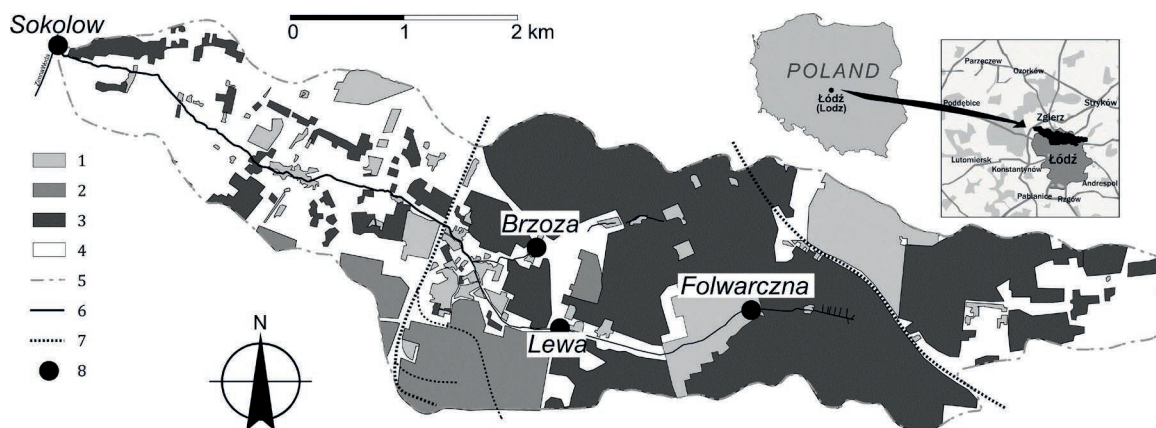 Sokolow
0 1 2 km
POLAND
Łódź
(Lodz)
Parzęczew
Ozorków
Poddębice
Stryków
Zgierz
Lutomiersk
Konstantynów
Łódź
Andrespol
Pabianice
Rzgów
1
2
3
4
5
6
7
8
Brzoza
Folwarczna
Lewa
N